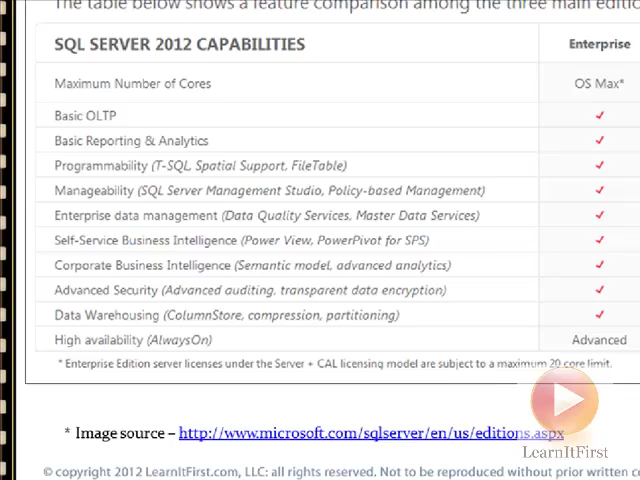 The table below shows a feature comparison among the three main
SQL SERVER 2012 CAPABILITIES Enterprise
Maximum Number of Cores OS Max*
Basic OLTP ✓
Basic Reporting & Analytics ✓
Programmability (T-SQL, Spatial Support, FileTable) ✓
Manageability (SQL Server Management Studio, Policy-based Management) ✓
Enterprise data management (Data Quality Services, Master Data Services) ✓
Self-Service Business Intelligence (Power View, PowerPivot for SPS) ✓
Corporate Business Intelligence (Semantic model, advanced analytics) ✓
Advanced Security (Advanced auditing, transparent data encryption) ✓
Data Warehousing (ColumnStore, compression, partitioning) ✓
High availability (AlwaysOn) Advanced
* Enterprise Edition server licenses under the Server + CAL licensing model are subject to a maximum 20 core limit.
* Image source – http://www.microsoft.com/sqlserver/en/us/editions.aspx
LearnItFirst
© copyright 2012 LearnItFirst.com, LLC: all rights reserved. Not to be reproduced without prior written